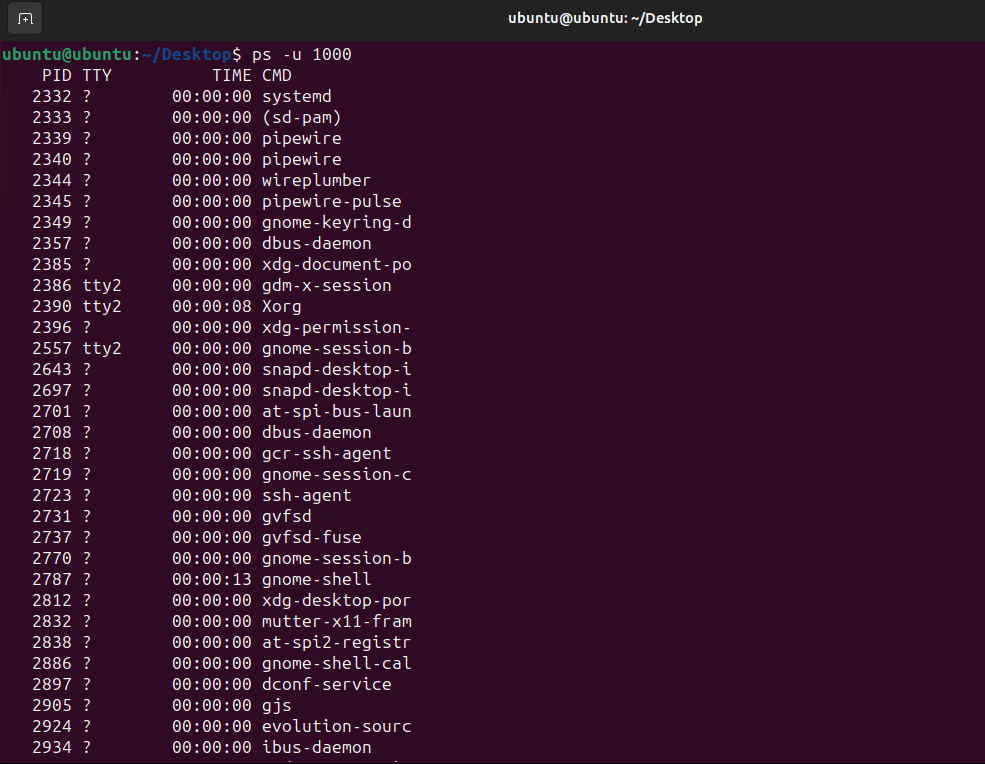 ubuntu@ubuntu: ~/Desktop
ubuntu@ubuntu:~/Desktop$ ps -u 1000
    PID TTY          TIME CMD
   2332 ?        00:00:00 systemd
   2333 ?        00:00:00 (sd-pam)
   2339 ?        00:00:00 pipewire
   2340 ?        00:00:00 pipewire
   2344 ?        00:00:00 wireplumber
   2345 ?        00:00:00 pipewire-pulse
   2349 ?        00:00:00 gnome-keyring-d
   2357 ?        00:00:00 dbus-daemon
   2385 ?        00:00:00 xdg-document-po
   2386 tty2     00:00:00 gdm-x-session
   2390 tty2     00:00:08 Xorg
   2396 ?        00:00:00 xdg-permission-
   2557 tty2     00:00:00 gnome-session-b
   2643 ?        00:00:00 snapd-desktop-i
   2697 ?        00:00:00 snapd-desktop-i
   2701 ?        00:00:00 at-spi-bus-laun
   2708 ?        00:00:00 dbus-daemon
   2718 ?        00:00:00 gcr-ssh-agent
   2719 ?        00:00:00 gnome-session-c
   2723 ?        00:00:00 ssh-agent
   2731 ?        00:00:00 gvfsd
   2737 ?        00:00:00 gvfsd-fuse
   2770 ?        00:00:00 gnome-session-b
   2787 ?        00:00:13 gnome-shell
   2812 ?        00:00:00 xdg-desktop-por
   2832 ?        00:00:00 mutter-x11-fram
   2838 ?        00:00:00 at-spi2-registr
   2886 ?        00:00:00 gnome-shell-cal
   2897 ?        00:00:00 dconf-service
   2905 ?        00:00:00 gjs
   2924 ?        00:00:00 evolution-sourc
   2934 ?        00:00:00 ibus-daemon